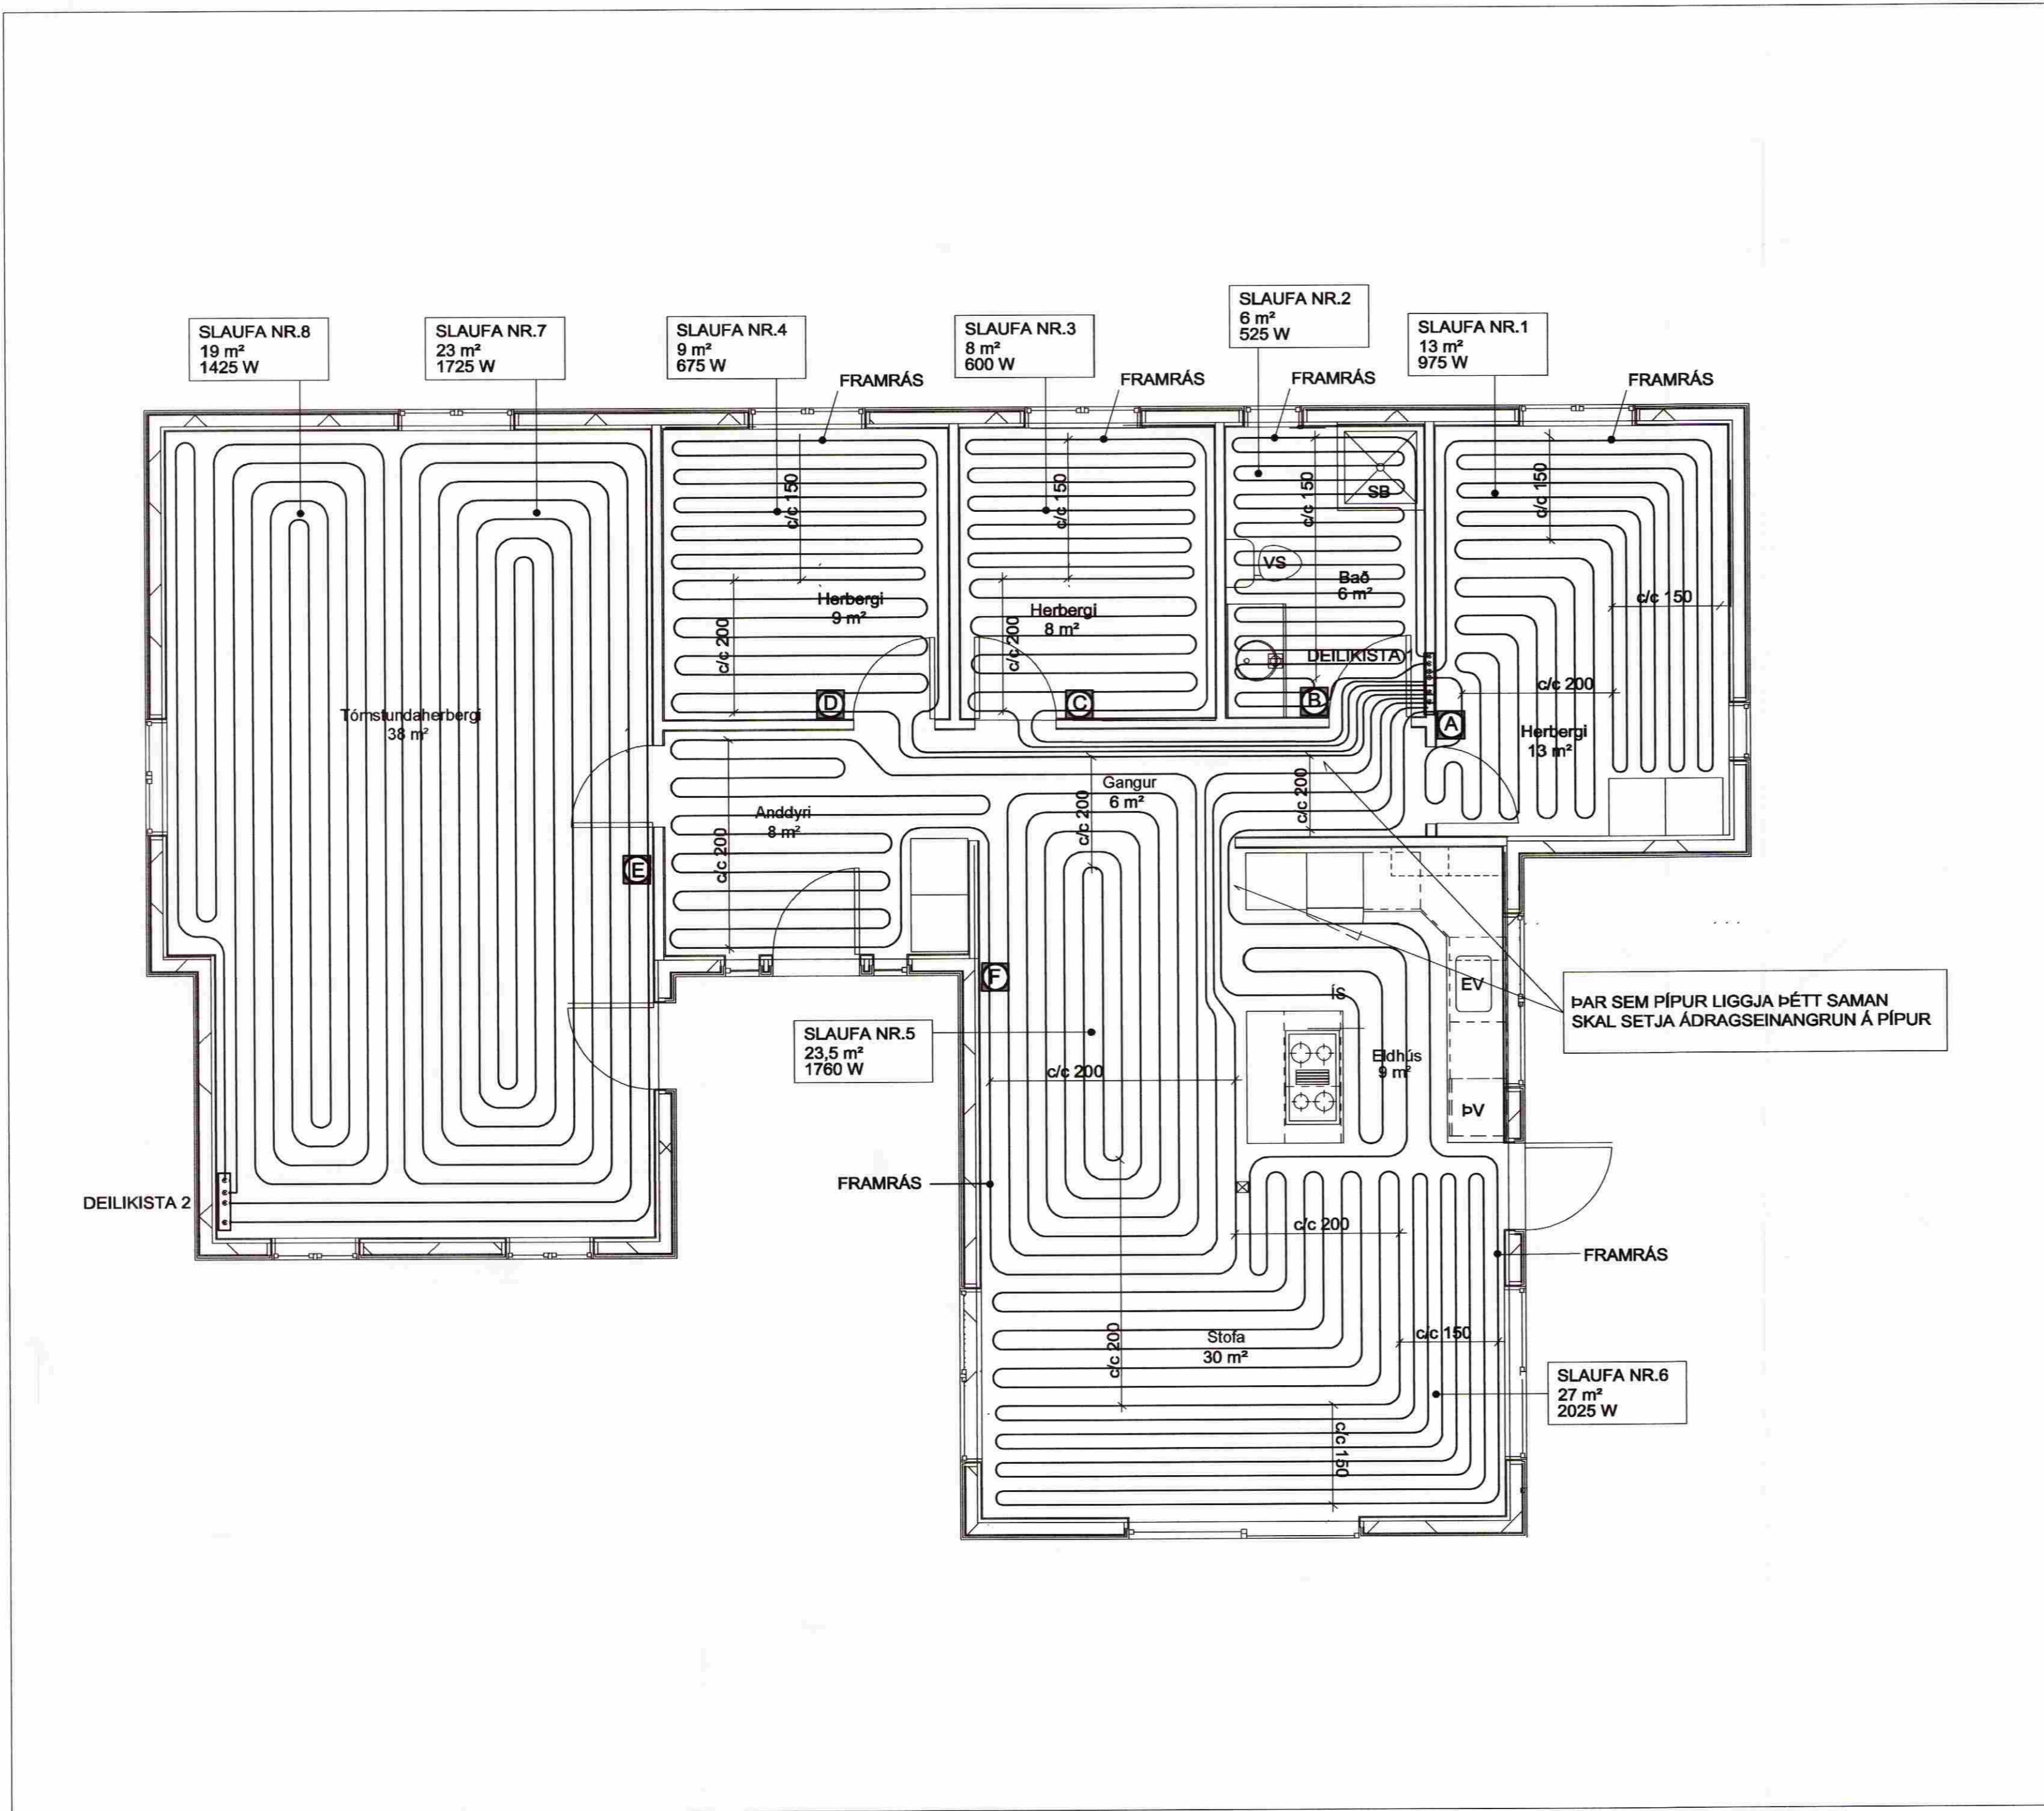 SLAUFA NR.8
19 m²
1425 W
SLAUFA NR.7
23 m²
1725 W
SLAUFA NR.4
9 m²
675 W
FRAMRÁS
SLAUFA NR.3
8 m²
600 W
FRAMRÁS
SLAUFA NR.2
6 m²
525 W
FRAMRÁS
SLAUFA NR.1
13 m²
975 W
FRAMRÁS
c/c 150
c/c 150
c/c 150
c/c 150
SB
VS
Herbergi
9 m²
Herbergi
8 m²
Bað
6 m²
c/c 150
c/c 200
c/c 200
DEILIKISTA 1
c/c 200
D
C
B
A
Tómstundaherbergi
38 m²
Herbergi
13 m²
Gangur
6 m²
c/c 200
c/c 200
Anddyri
8 m²
c/c 200
E
F
ÍS
EV
ÞAR SEM PÍPUR LIGGJA ÞÉTT SAMAN
SKAL SETJA ÁDRAGSEINANGRUN Á PÍPUR
SLAUFA NR.5
23,5 m²
1760 W
c/c 200
Eldhús
9 m²
ÞV
FRAMRÁS
DEILIKISTA 2
c/c 200
FRAMRÁS
Stofa
30 m²
c/c 200
c/c 150
c/c 150
SLAUFA NR.6
27 m²
2025 W